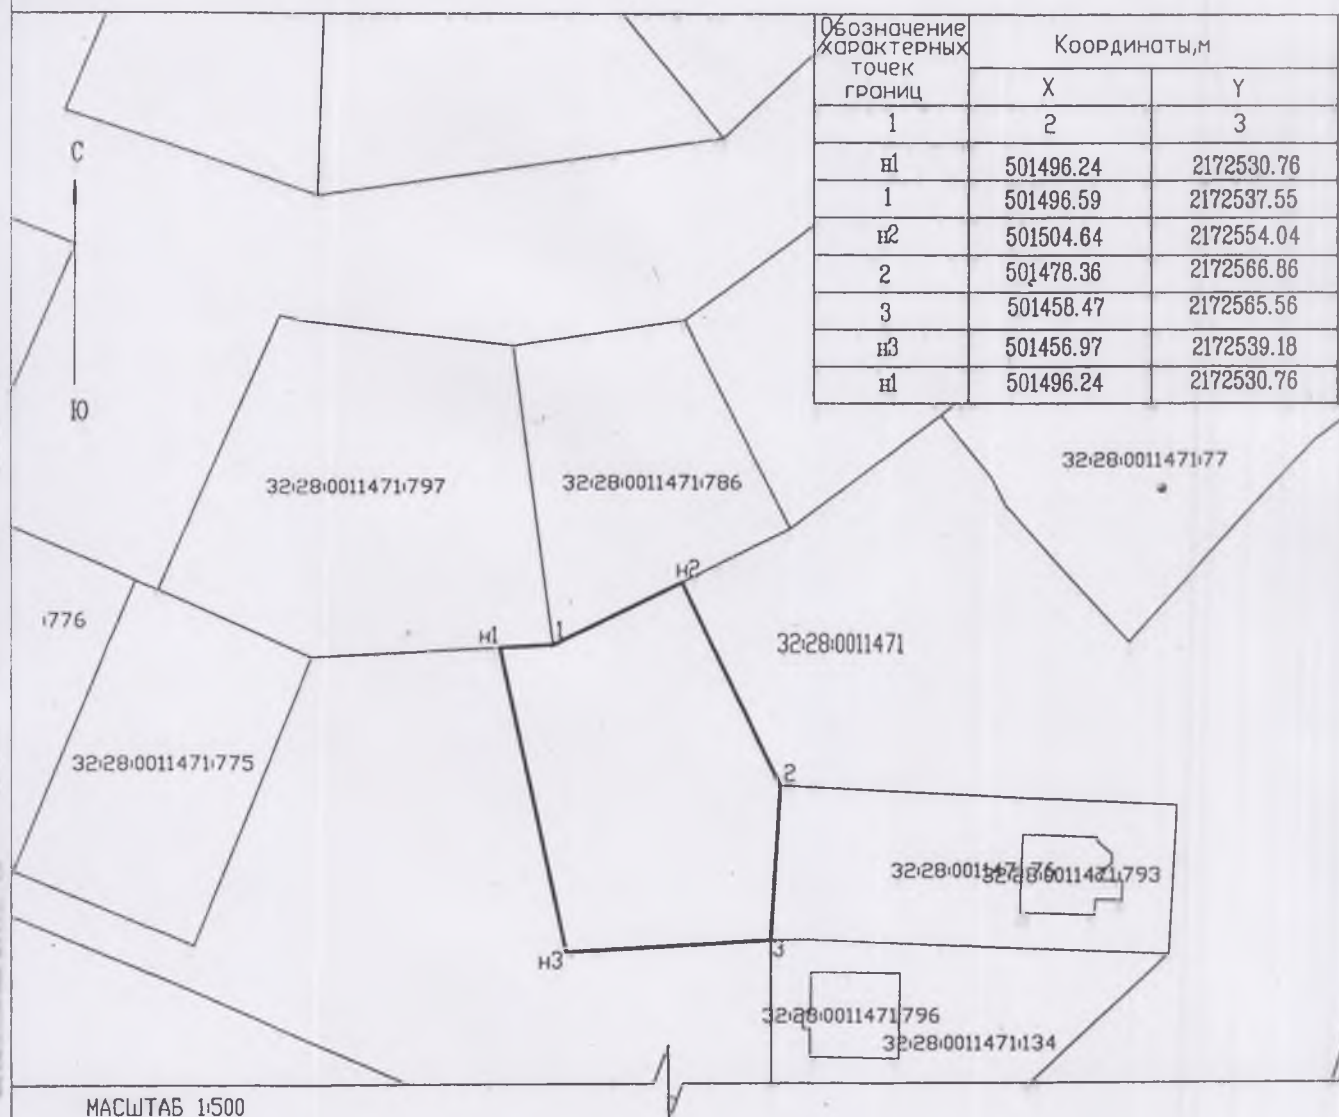 Обозначение
характерных
точек
границ
Координаты,м
X Y
1 2 3
н1 501496.24 2172530.76
1 501496.59 2172537.55
н2 501504.64 2172554.04
2 501478.36 2172566.86
3 501458.47 2172565.56
н3 501456.97 2172539.18
н1 501496.24 2172530.76
С
Ю
32:28:0011471:77
32:28:0011471:797
32:28:0011471:786
н2
:776
н1
1
32:28:0011471
32:28:0011471:775
2
32:28:0011471:76
32:28:0011471:793
н3
3
32:28:0011471:796
32:28:0011471:134
МАСШТАБ 1:500